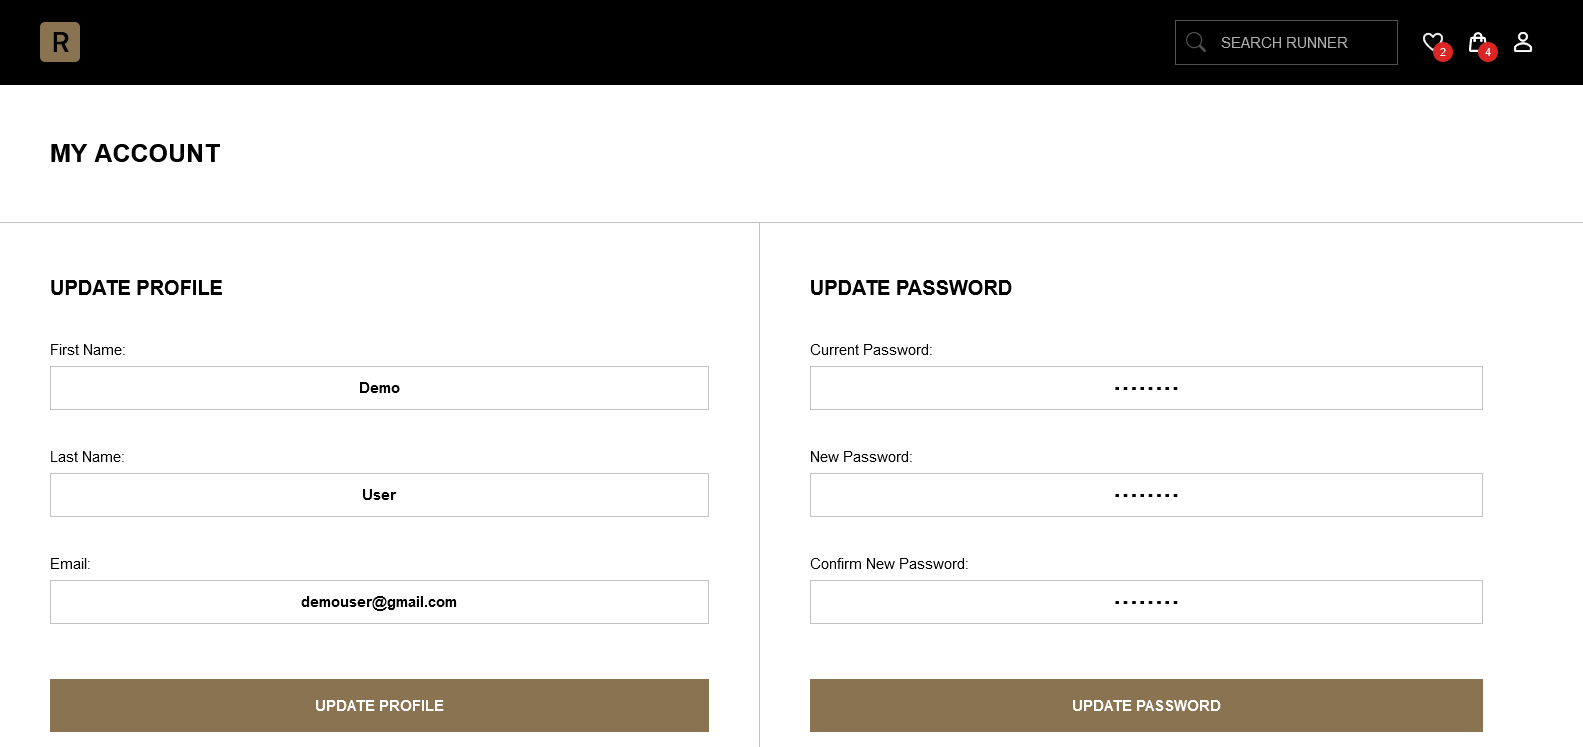 R
SEARCH RUNNER
2
4
MY ACCOUNT
UPDATE PROFILE
First Name:
Demo
Last Name:
User
Email:
demouser@gmail.com
UPDATE PROFILE
UPDATE PASSWORD
Current Password:
••••••••
New Password:
••••••••
Confirm New Password:
••••••••
UPDATE PASSWORD